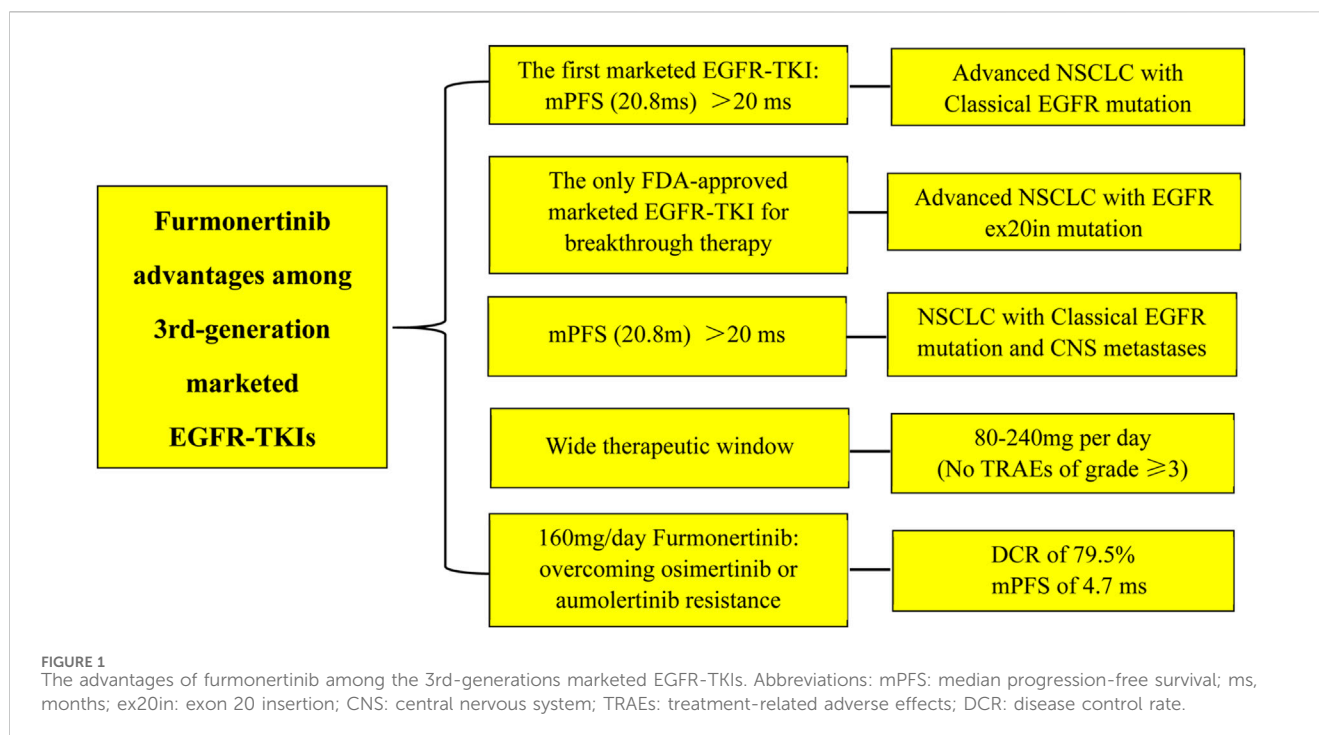 Furmonertinib
advantages among
3rd-generation
marketed
EGFR-TKIs
The first marketed EGFR-TKI:
mPFS (20.8ms) >20 ms
Advanced NSCLC with
Classical EGFR mutation
The only FDA-approved
marketed EGFR-TKI for
breakthrough therapy
Advanced NSCLC with EGFR
ex20in mutation
mPFS (20.8m) >20 ms
NSCLC with Classical EGFR
mutation and CNS metastases
Wide therapeutic window
80-240mg per day
(No TRAEs of grade ≥3)
160mg/day Furmonertinib:
overcoming osimertinib or
aumolertinib resistance
DCR of 79.5%
mPFS of 4.7 ms
FIGURE 1
The advantages of furmonertinib among the 3rd-generations marketed EGFR-TKIs. Abbreviations: mPFS: median progression-free survival; ms,
months; ex20in: exon 20 insertion; CNS: central nervous system; TRAEs: treatment-related adverse effects; DCR: disease control rate.